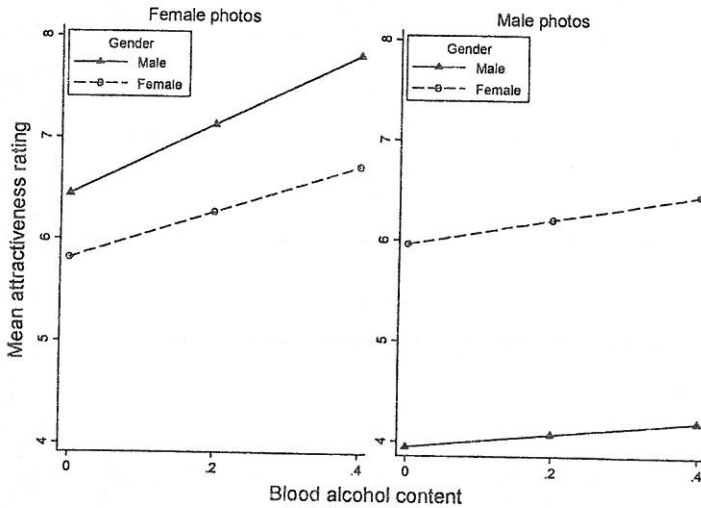 Female photos
Male photos
Gender
Male
Female
Gender
Male
Female
Mean attractiveness rating
8
7
6
5
4
0
.2
.4
8
7
6
5
4
0
.2
.4
Blood alcohol content